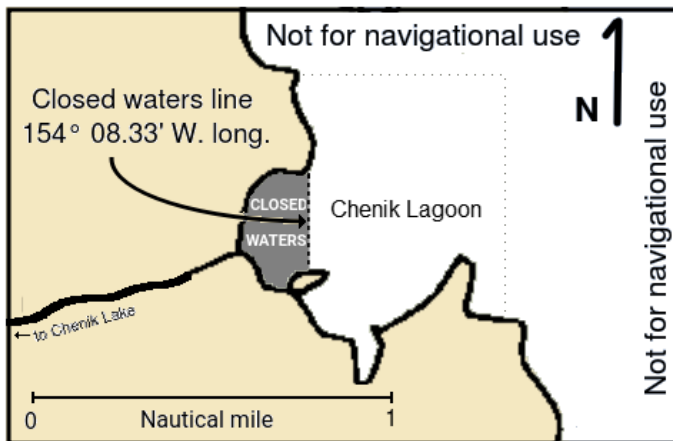 Not for navigational use
Closed waters line
154° 08.33' W. long.
N
Not for navigational use
CLOSED
WATERS
Chenik Lagoon
← to Chenik Lake
0
Nautical mile
1